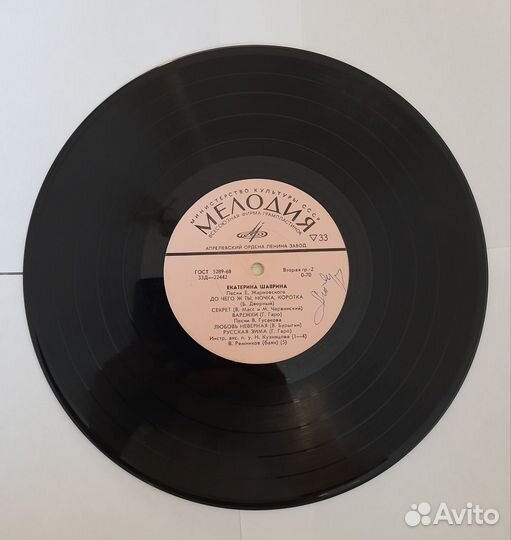 МИНИСТЕРСТВО КУЛЬТУРЫ СССР
МЕЛОДИЯ
ВСЕСОЮЗНАЯ ФИРМА ГРАМПЛАСТИНОК
▽33
АПРЕЛЕВСКИЙ ОРДЕНА ЛЕНИНА ЗАВОД
ГОСТ 5289-68 Вторая гр.-2
33Д—22442 0-70
ЕКАТЕРИНА ШАВРИНА
Песни Е. Жарковского
ДО ЧЕГО Ж ТЫ, НОЧКА, КОРОТКА
(Б. Дворный)
СЕКРЕТ (В. Масс и М. Червинский)
ВАРЕЖКИ (Г. Гаро)
Песни В. Гусакова
ЛЮБОВЬ НЕВЕРНАЯ (В. Бурыгин)
РУССКАЯ ЗИМА (Г. Гаро)
Инстр. анс. п. у. Н. Кузнецова (1—4)
В. Резников (баян) (5)
Avito